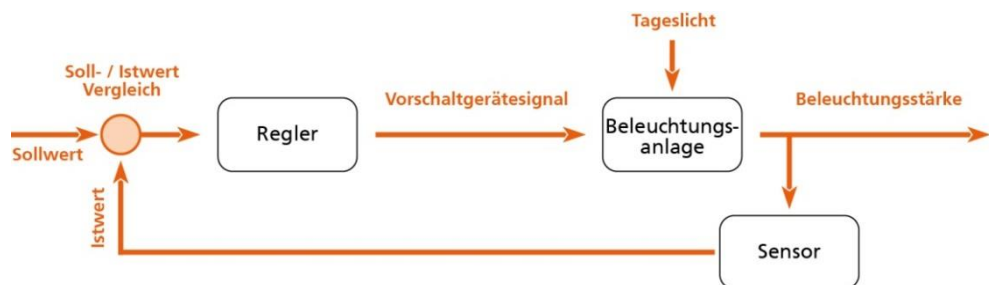 Tageslicht
Soll- / Istwert
Vergleich
Vorschaltgerätesignal
Beleuchtungsstärke
Regler
Beleuchtungs-
anlage
Sollwert
Istwert
Sensor